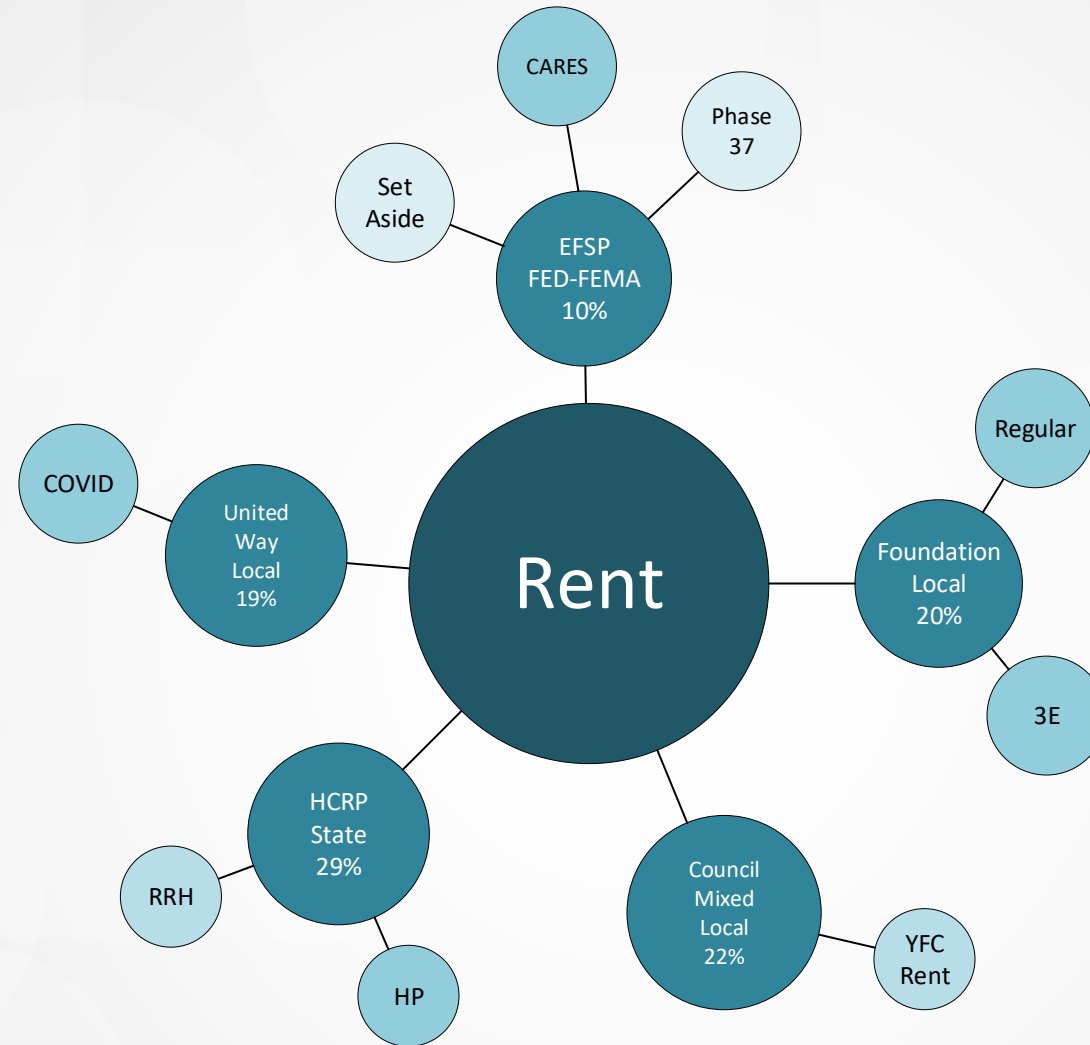 CARES
Phase
37
Set
Aside
EFSP
FED-FEMA
10%
Regular
COVID
United
Way
Local
19%
Rent
Foundation
Local
20%
3E
HCRP
State
29%
RRH
HP
Council
Mixed
Local
22%
YFC
Rent